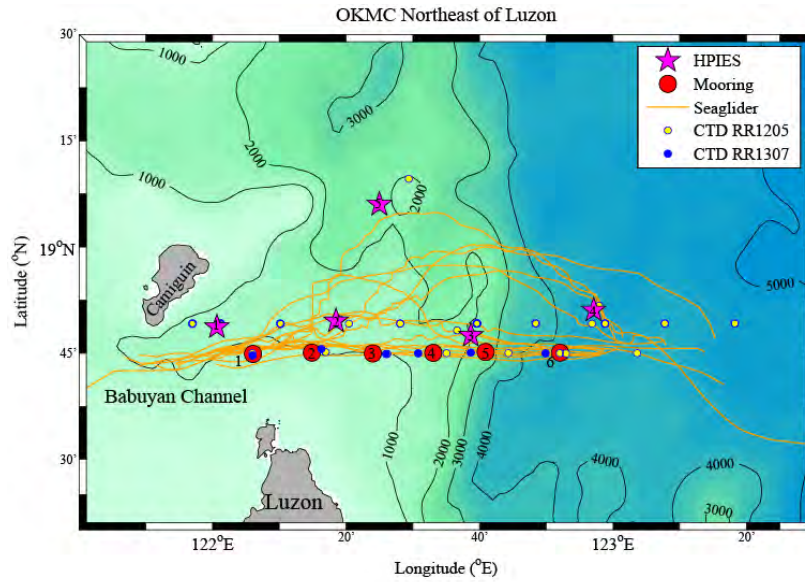 OKMC Northeast of Luzon
30'
15'
19°N
45'
30'
Latitude (°N)
HPIES
Mooring
Seaglider
CTD RR1205
CTD RR1307
1000
3000
2000
1000
2000
5000
Camiguin
1
2
3
4
5
6
Babuyan Channel
Luzon
1000
2000
3000
4000
4000
4000
3000
122°E
20'
40'
123°E
20'
Longitude (°E)